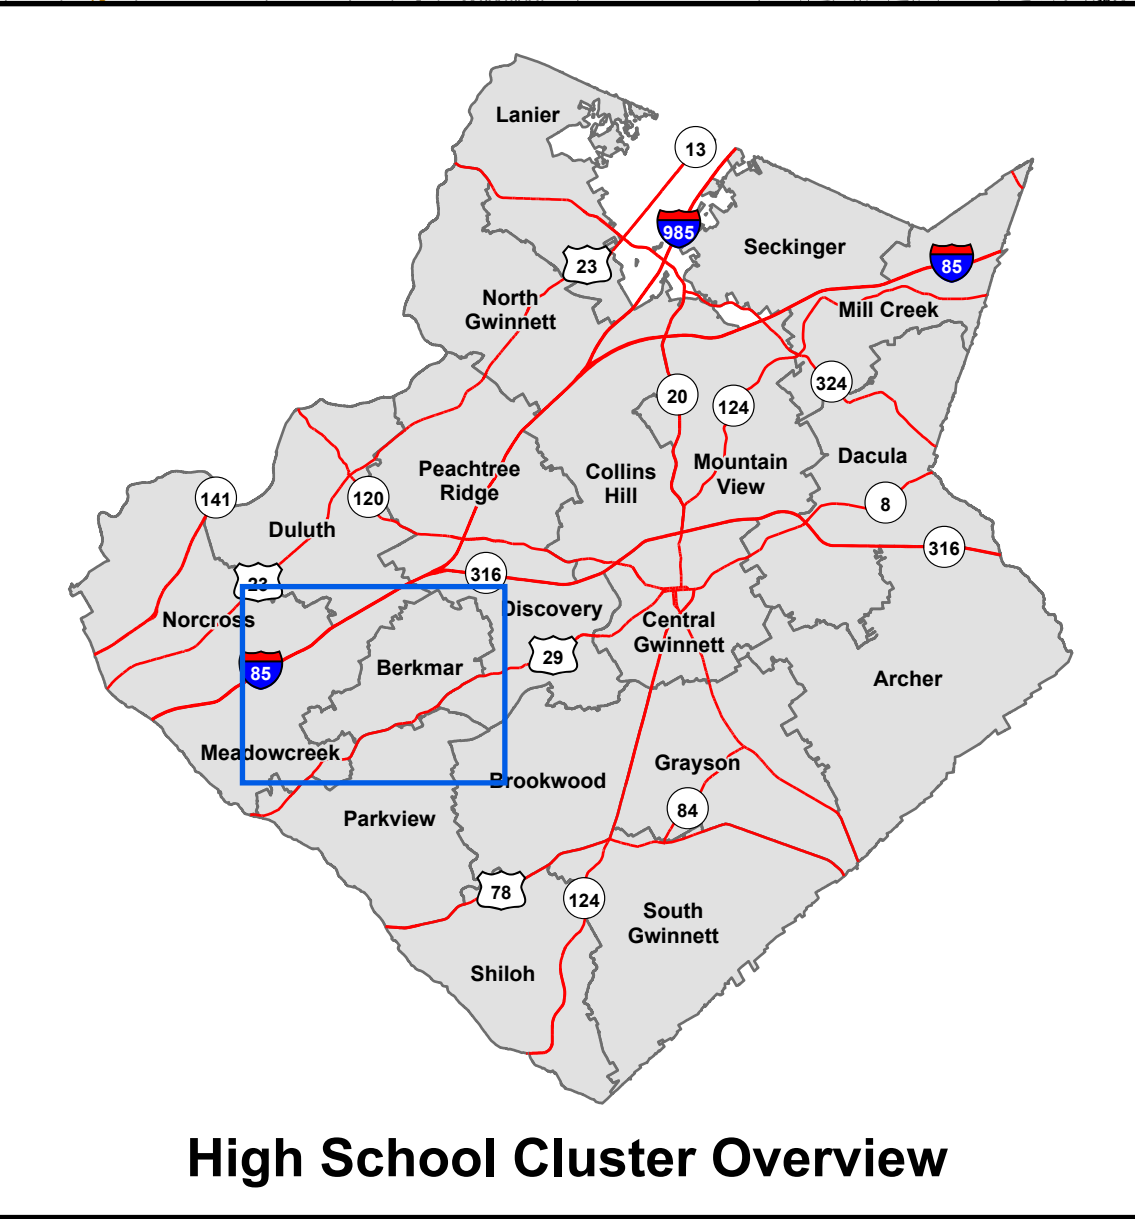 Lanier
13
985
Seckinger
23
85
North
Gwinnett
Mill Creek
324
20
124
Peachtree
Ridge
Collins
Hill
Mountain
View
Dacula
141
120
8
Duluth
316
316
23
Discovery
Norcross
Central
Gwinnett
29
85
Berkmar
Archer
Meadowcreek
Grayson
Brookwood
84
Parkview
78
124
South
Gwinnett
Shiloh
High School Cluster Overview